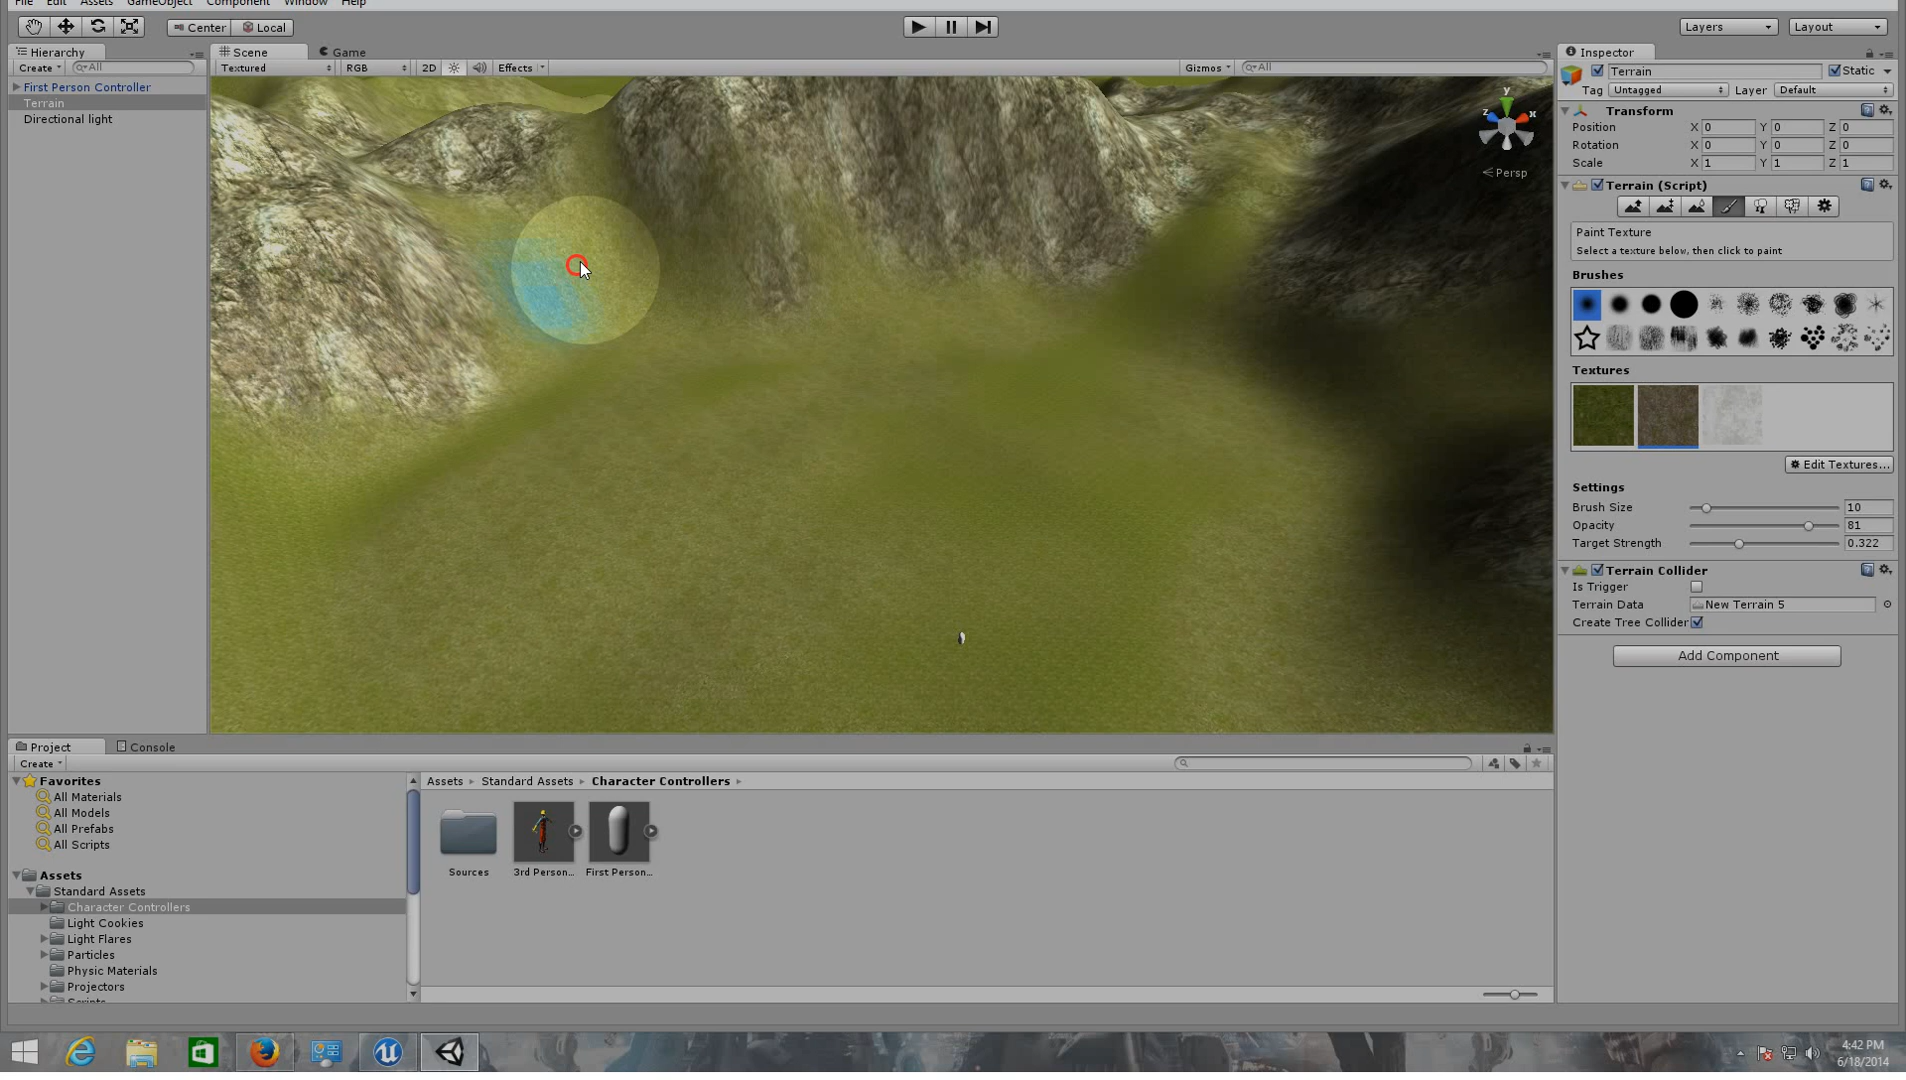 File Edit Assets GameObject Component Window Help
Center Local
Layers Layout
Hierarchy
Create All
First Person Controller
Terrain
Directional light
Scene Game
Textured RGB 2D Effects Gizmos All
y
z x
Persp
Inspector
Terrain Static
Tag Untagged Layer Default
Transform
Position X 0 Y 0 Z 0
Rotation X 0 Y 0 Z 0
Scale X 1 Y 1 Z 1
Terrain (Script)
Paint Texture
Select a texture below, then click to paint
Brushes
Textures
Edit Textures...
Settings
Brush Size 10
Opacity 81
Target Strength 0.322
Terrain Collider
Is Trigger
Terrain Data New Terrain 5
Create Tree Collider
Add Component
Project Console
Create
Favorites
All Materials
All Models
All Prefabs
All Scripts
Assets
Standard Assets
Character Controllers
Light Cookies
Light Flares
Particles
Physic Materials
Projectors
Scripts
Assets Standard Assets Character Controllers
Sources 3rd Person... First Person...
4:42 PM
6/18/2014